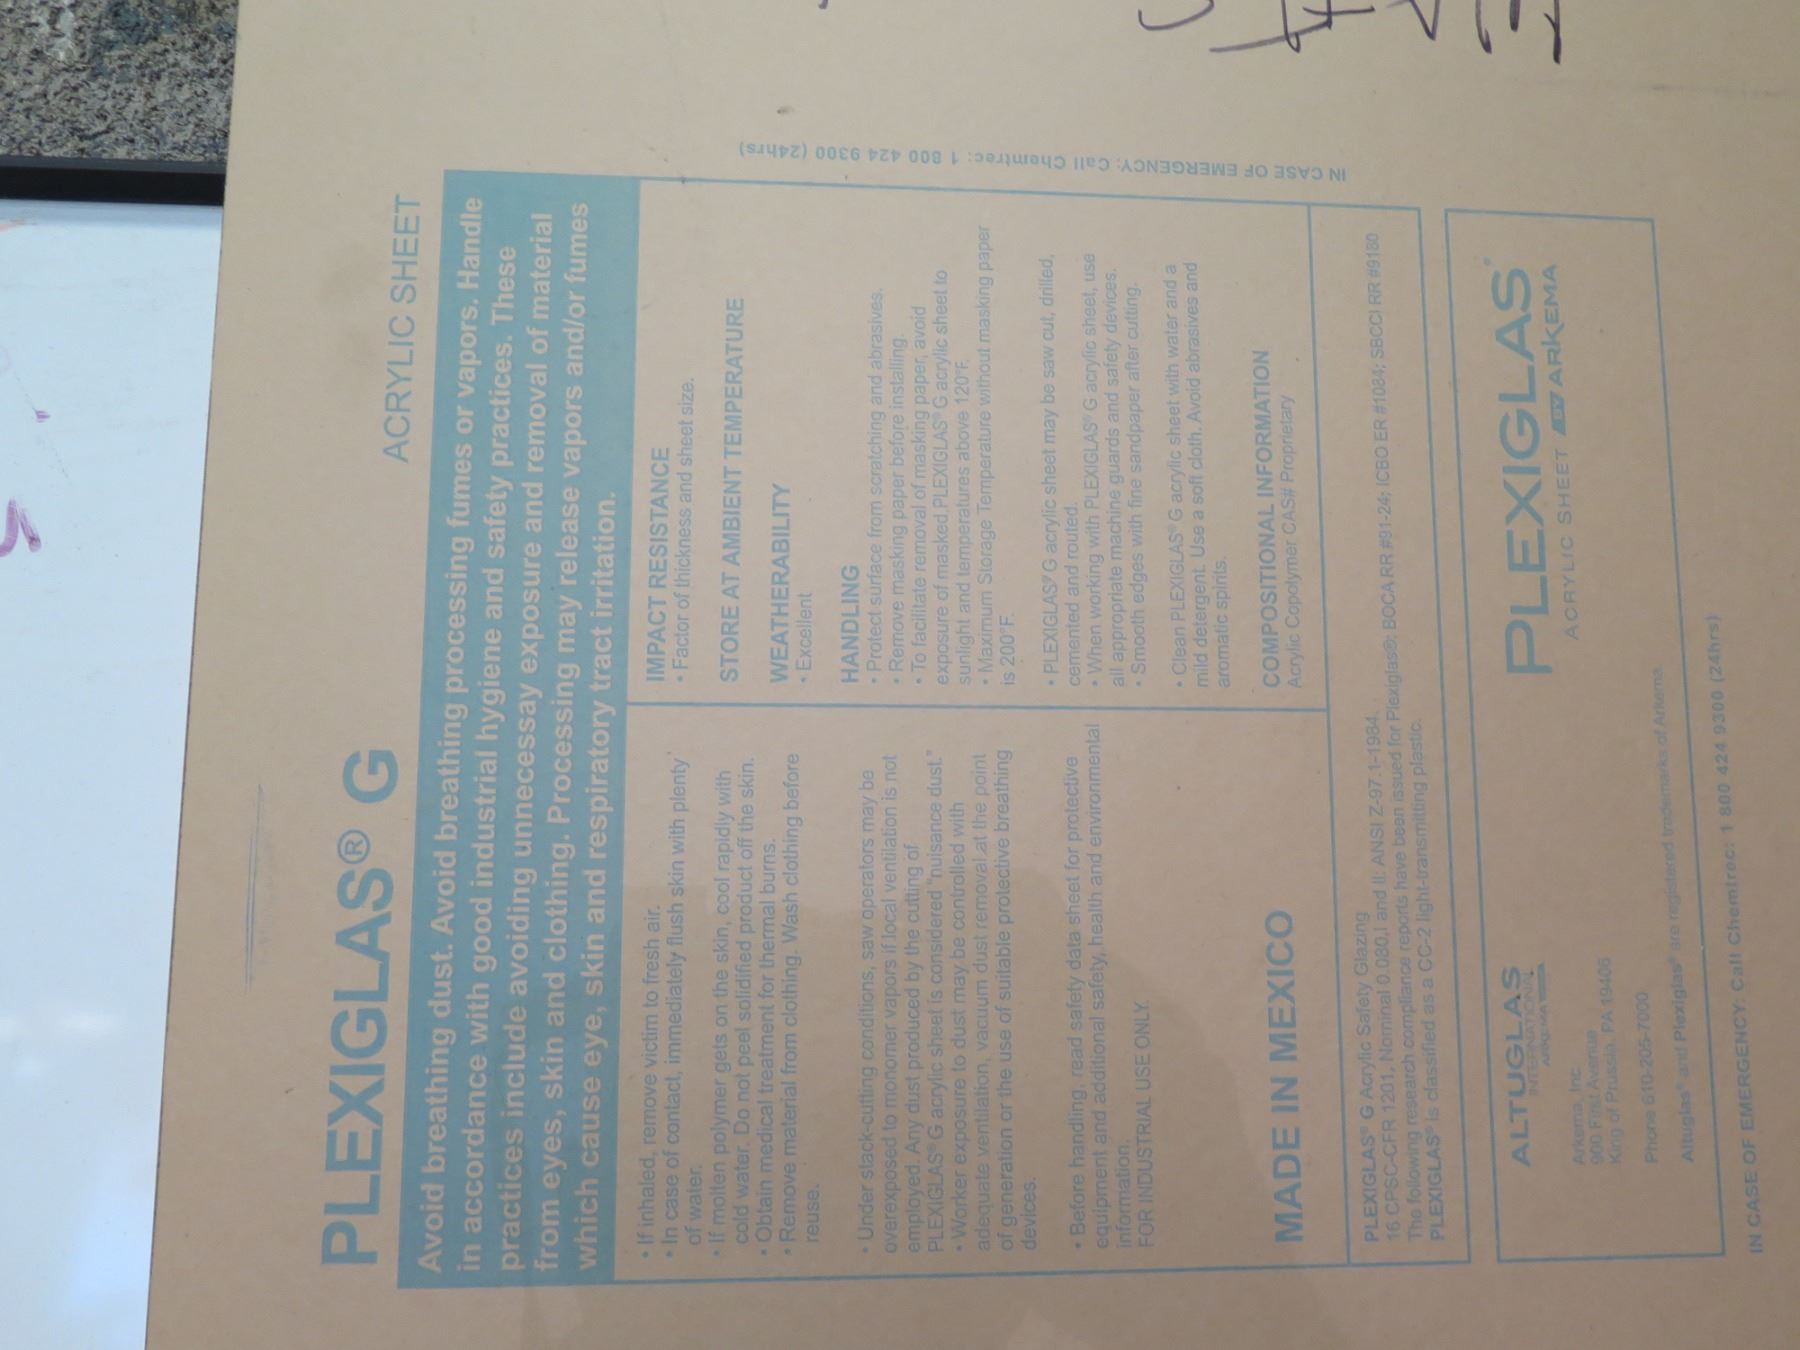 PLEXIGLAS® G
ACRYLIC SHEET
Avoid breathing dust. Avoid breathing processing fumes or vapors. Handle
in accordance with good industrial hygiene and safety practices. These
practices include avoiding unnecessay exposure and removal of material
from eyes, skin and clothing. Processing may release vapors and/or fumes
which cause eye, skin and respiratory tract irritation.
• If inhaled, remove victim to fresh air.
• In case of contact, immediately flush skin with plenty
of water.
• If molten polymer gets on the skin, cool rapidly with
cold water. Do not peel solidified product off the skin.
• Obtain medical treatment for thermal burns.
• Remove material from clothing. Wash clothing before
reuse.
• Under stack-cutting conditions, saw operators may be
overexposed to monomer vapors if local ventilation is not
employed. Any dust produced by the cutting of
PLEXIGLAS® G acrylic sheet is considered "nuisance dust."
• Worker exposure to dust may be controlled with
adequate ventilation, vacuum dust removal at the point
of generation or the use of suitable protective breathing
devices.
• Before handling, read safety data sheet for protective
equipment and additional safety, health and environmental
information.
FOR INDUSTRIAL USE ONLY.
MADE IN MEXICO
IMPACT RESISTANCE
• Factor of thickness and sheet size.
STORE AT AMBIENT TEMPERATURE
WEATHERABILITY
• Excellent
HANDLING
• Protect surface from scratching and abrasives.
• Remove masking paper before installing.
• To facilitate removal of masking paper, avoid
exposure of masked PLEXIGLAS® G acrylic sheet to
sunlight and temperatures above 120°F.
• Maximum Storage Temperature without masking paper
is 200°F.
• PLEXIGLAS® G acrylic sheet may be saw cut, drilled,
cemented and routed.
• When working with PLEXIGLAS® G acrylic sheet, use
all appropriate machine guards and safety devices.
• Smooth edges with fine sandpaper after cutting.
• Clean PLEXIGLAS® G acrylic sheet with water and a
mild detergent. Use a soft cloth. Avoid abrasives and
aromatic spirits.
COMPOSITIONAL INFORMATION
Acrylic Copolymer CAS# Proprietary
PLEXIGLAS® G Acrylic Safety Glazing
16 CPSC-CFR 1201, Nominal 0.080,I and II: ANSI Z-97.1-1984.
The following research compliance reports have been issued for Plexiglas®: BOCA RR #91-24; ICBO ER #1084; SBCCI RR #9180
PLEXIGLAS® is classified as a CC-2 light-transmitting plastic.
ALTUGLAS
INTERNATIONAL
ARKEMA
Arkema, Inc.
900 First Avenue
King of Prussia, PA 19406
Phone 610-205-7000
Altuglas® and Plexiglas® are registered trademarks of Arkema
PLEXIGLAS®
ACRYLIC SHEET BY ARKEMA
IN CASE OF EMERGENCY: Call Chemtrec: 1 800 424 9300 (24hrs)
IN CASE OF EMERGENCY: Call Chemtrec: 1 800 424 9300 (24hrs)